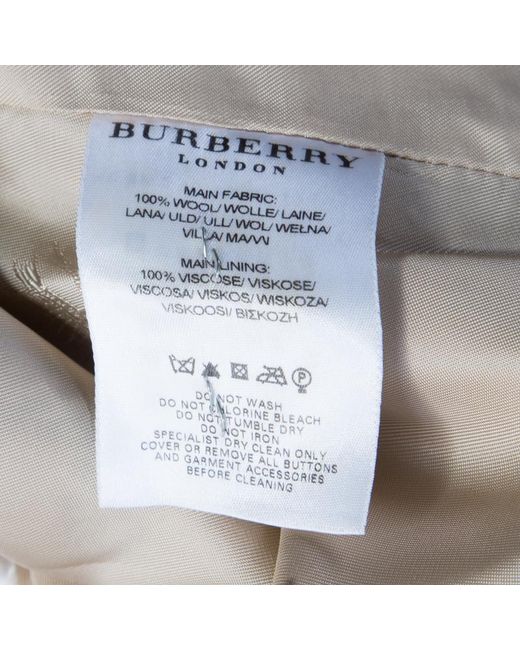 BURBERRY
LONDON
MAIN FABRIC:
100% WOOL/ WOLLE/ LAINE/
LANA/ ULD/ ULL/ WOL/ WEŁNA/
VILLA/ ΜΑΛΛΙ
MAIN LINING:
100% VISCOSE/ VISKOSE/
VISCOSA/ VISKOS/ WISKOZA/
VISKOOSI/ ΒΙΣΚΟΖΗ
P
DO NOT WASH
DO NOT CHLORINE BLEACH
DO NOT TUMBLE DRY
DO NOT IRON
SPECIALIST DRY CLEAN ONLY
COVER OR REMOVE ALL BUTTONS
AND GARMENT ACCESSORIES
BEFORE CLEANING